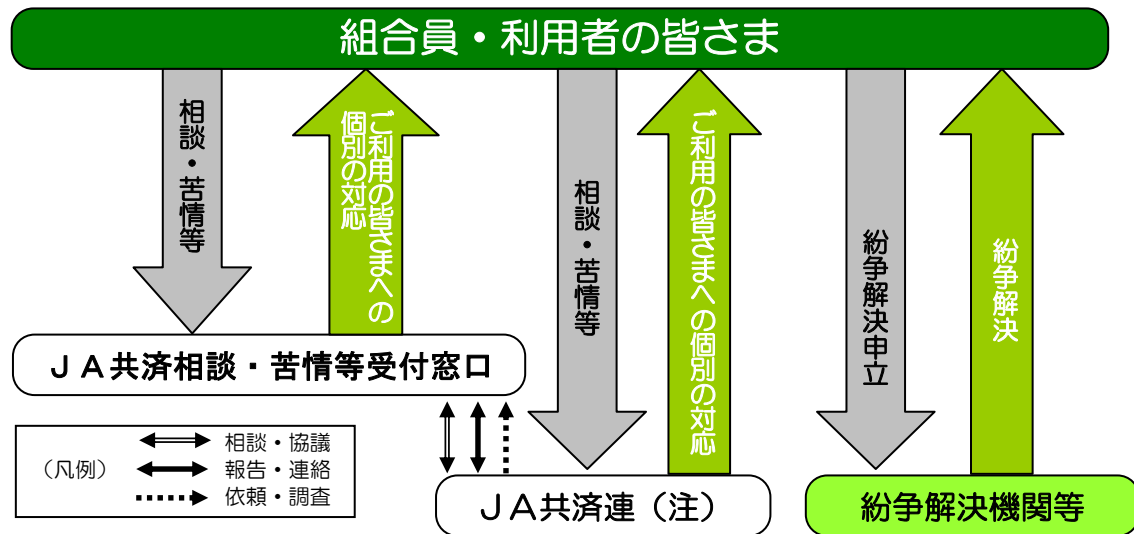 組合員・利用者の皆さま
相談・苦情等
ご利用の皆さまへの
個別の対応
相談・苦情等
ご利用の皆さまへの個別の対応
紛争解決申立
紛争解決
ＪＡ共済相談・苦情等受付窓口
（凡例）
相談・協議
報告・連絡
依頼・調査
ＪＡ共済連（注）
紛争解決機関等